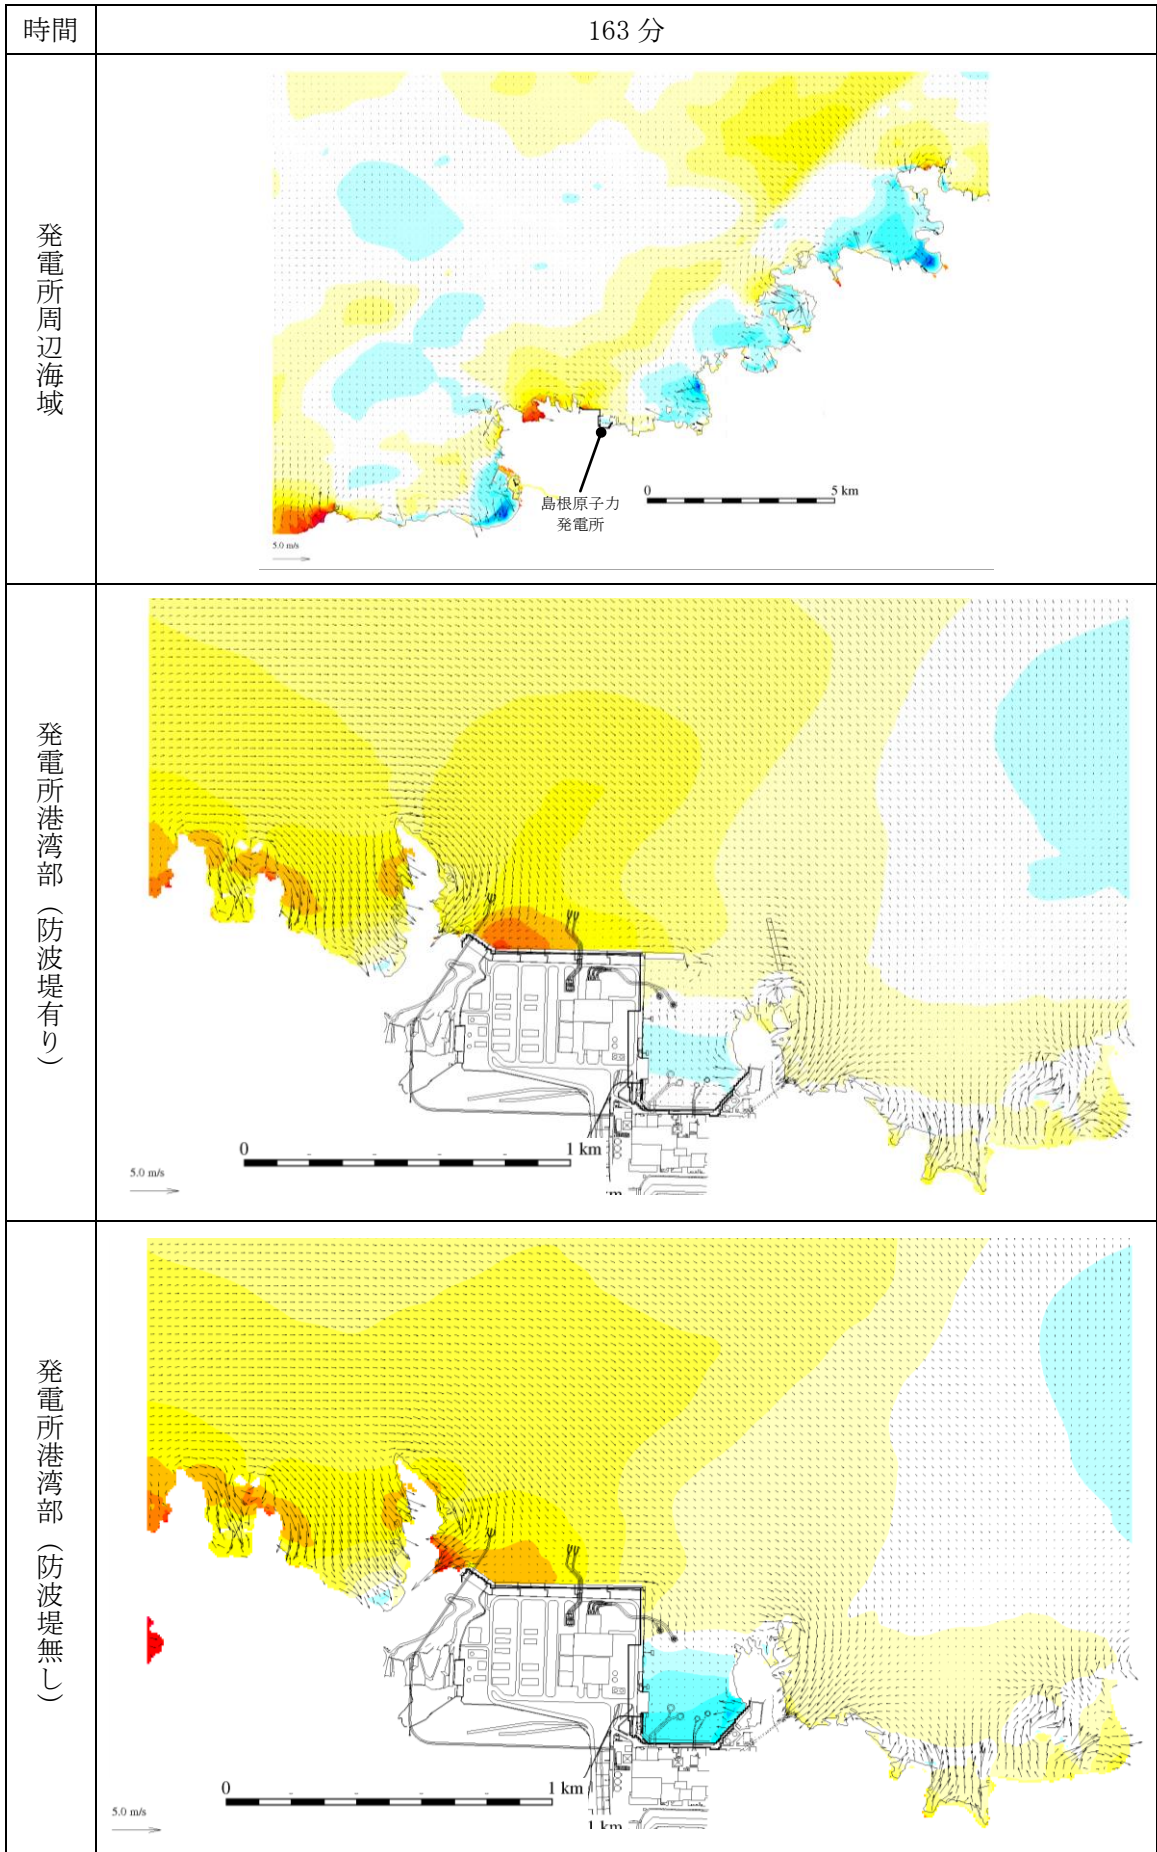 時間
163 分
発電所周辺海域
島根原子力
発電所
0
5 km
5.0 m/s
発電所港湾部（防波堤有り）
0
1 km
5.0 m/s
発電所港湾部（防波堤無し）
0
1 km
5.0 m/s
1 km